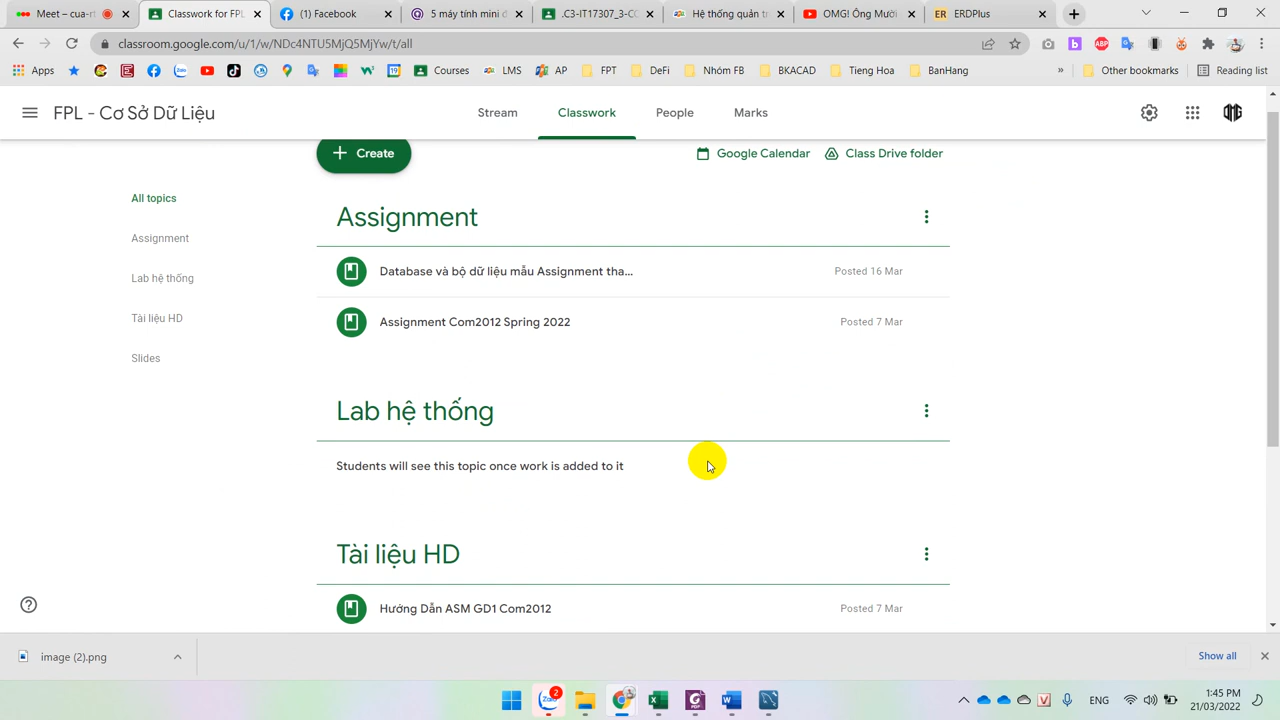 Meet - cua-r
Classwork for FPL
(1) Facebook
5 máy tính mini đ
.C3-IT17307_3-CC
Hệ thống quản tr
OMG Ông Mười
ERDPlus
classroom.google.com/u/1/w/NDc4NTU5MjQ5MjYw/t/all
Apps
Courses
LMS
AP
FPT
DeFi
Nhóm FB
BKACAD
Tieng Hoa
BanHang
»
Other bookmarks
Reading list
FPL - Cơ Sở Dữ Liệu
Stream
Classwork
People
Marks
Create
Google Calendar
Class Drive folder
All topics
Assignment
Lab hệ thống
Tài liệu HD
Slides
Assignment
Database và bộ dữ liệu mẫu Assignment tha...
Posted 16 Mar
Assignment Com2012 Spring 2022
Posted 7 Mar
Lab hệ thống
Students will see this topic once work is added to it
Tài liệu HD
Hướng Dẫn ASM GD1 Com2012
Posted 7 Mar
image (2).png
Show all
Zalo
2
ENG
1:45 PM
21/03/2022